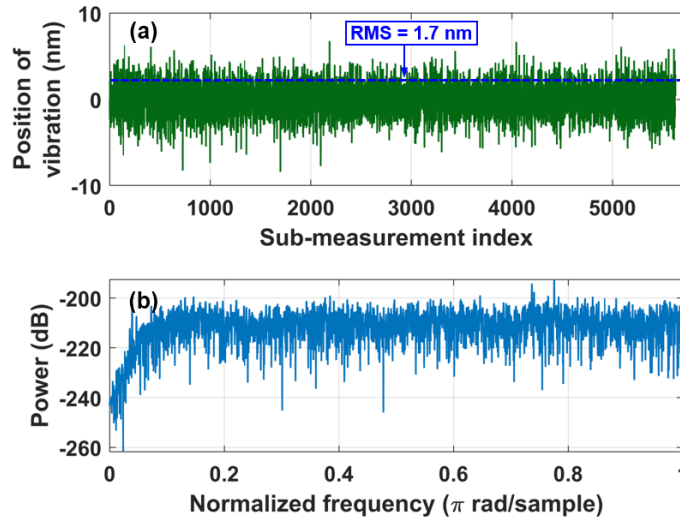 (a)
RMS = 1.7 nm
10
0
-10
Position of
vibration (nm)
0 1000 2000 3000 4000 5000
Sub-measurement index
(b)
-200
-220
-240
-260
Power (dB)
0 0.2 0.4 0.6 0.8 1
Normalized frequency (π rad/sample)